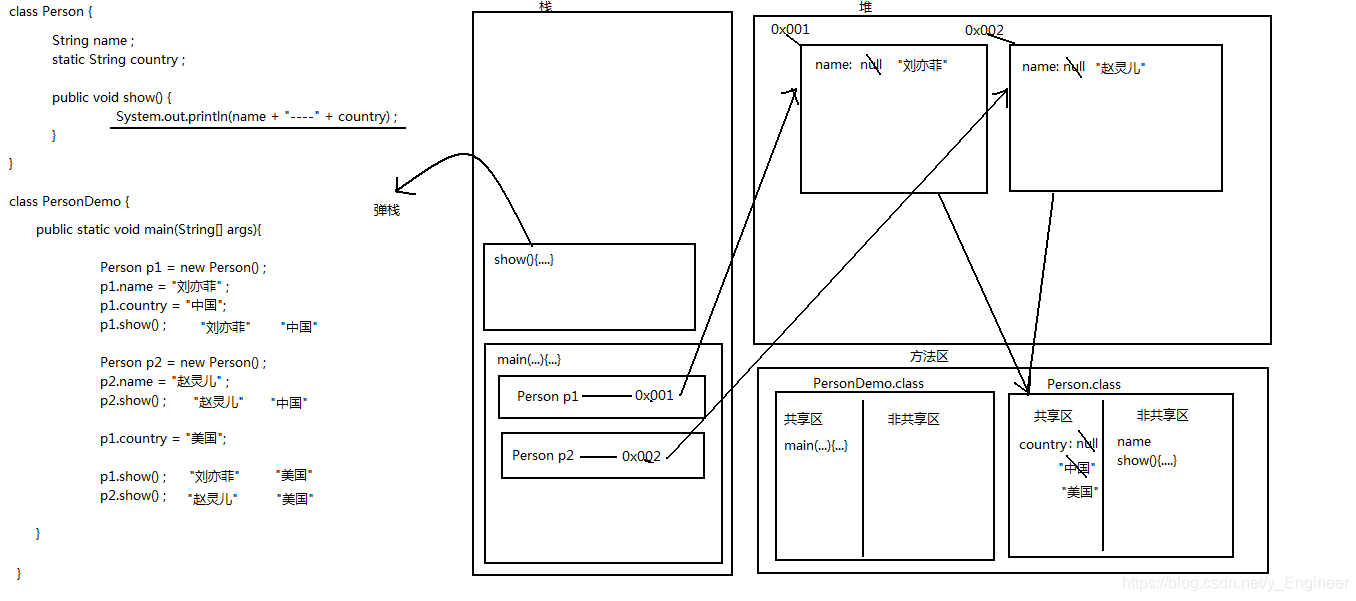 class Person {
String name ;
static String country ;
public void show() {
System.out.println(name + "----" + country) ;
}
}
class PersonDemo {
public static void main(String[] args){
Person p1 = new Person() ;
p1.name = "刘亦菲" ;
p1.country = "中国";
p1.show() ; "刘亦菲" "中国"
Person p2 = new Person() ;
p2.name = "赵灵儿" ;
p2.show() ; "赵灵儿" "中国"
p1.country = "美国";
p1.show() ; "刘亦菲" "美国"
p2.show() ; "赵灵儿" "美国"
}
}
栈
弹栈
show(){....}
main(...){...}
Person p1 0x001
Person p2 0x002
堆
0x001
name: null "刘亦菲"
0x002
name: null "赵灵儿"
方法区
PersonDemo.class
共享区 非共享区
main(...){...}
Person.class
共享区 非共享区
country : null
"中国"
"美国"
name
show(){....}
https://blog.csdn.net/y_Engineer